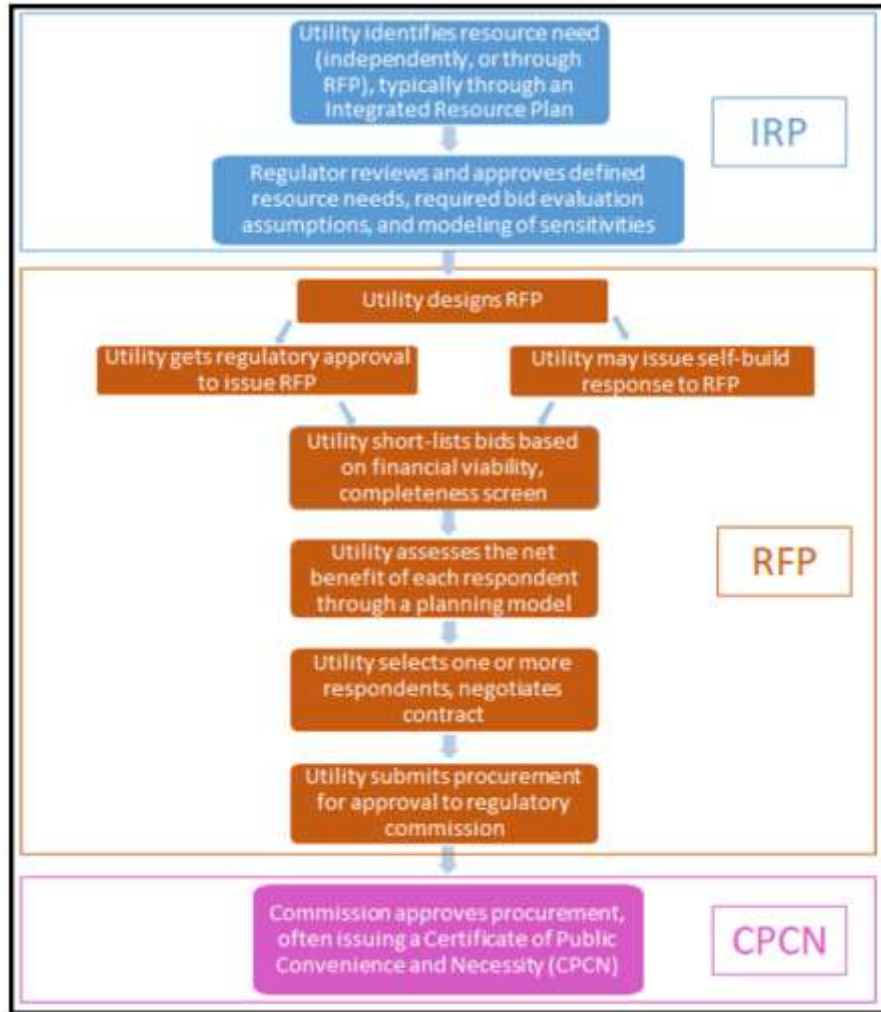 Utility identifies resource need
(independently, or through
RFP), typically through an
Integrated Resource Plan
IRP
Regulator reviews and approves defined
resource needs, required bid evaluation
assumptions, and modeling of sensitivities
Utility designs RFP
Utility gets regulatory approval
to issue RFP
Utility may issue self-build
response to RFP
Utility short-lists bids based
on financial viability,
completeness screen
Utility assesses the net
benefit of each respondent
through a planning model
RFP
Utility selects one or more
respondents, negotiates
contract
Utility submits procurement
for approval to regulatory
commission
Commission approves procurement,
often issuing a Certificate of Public
Convenience and Necessity (CPCN)
CPCN